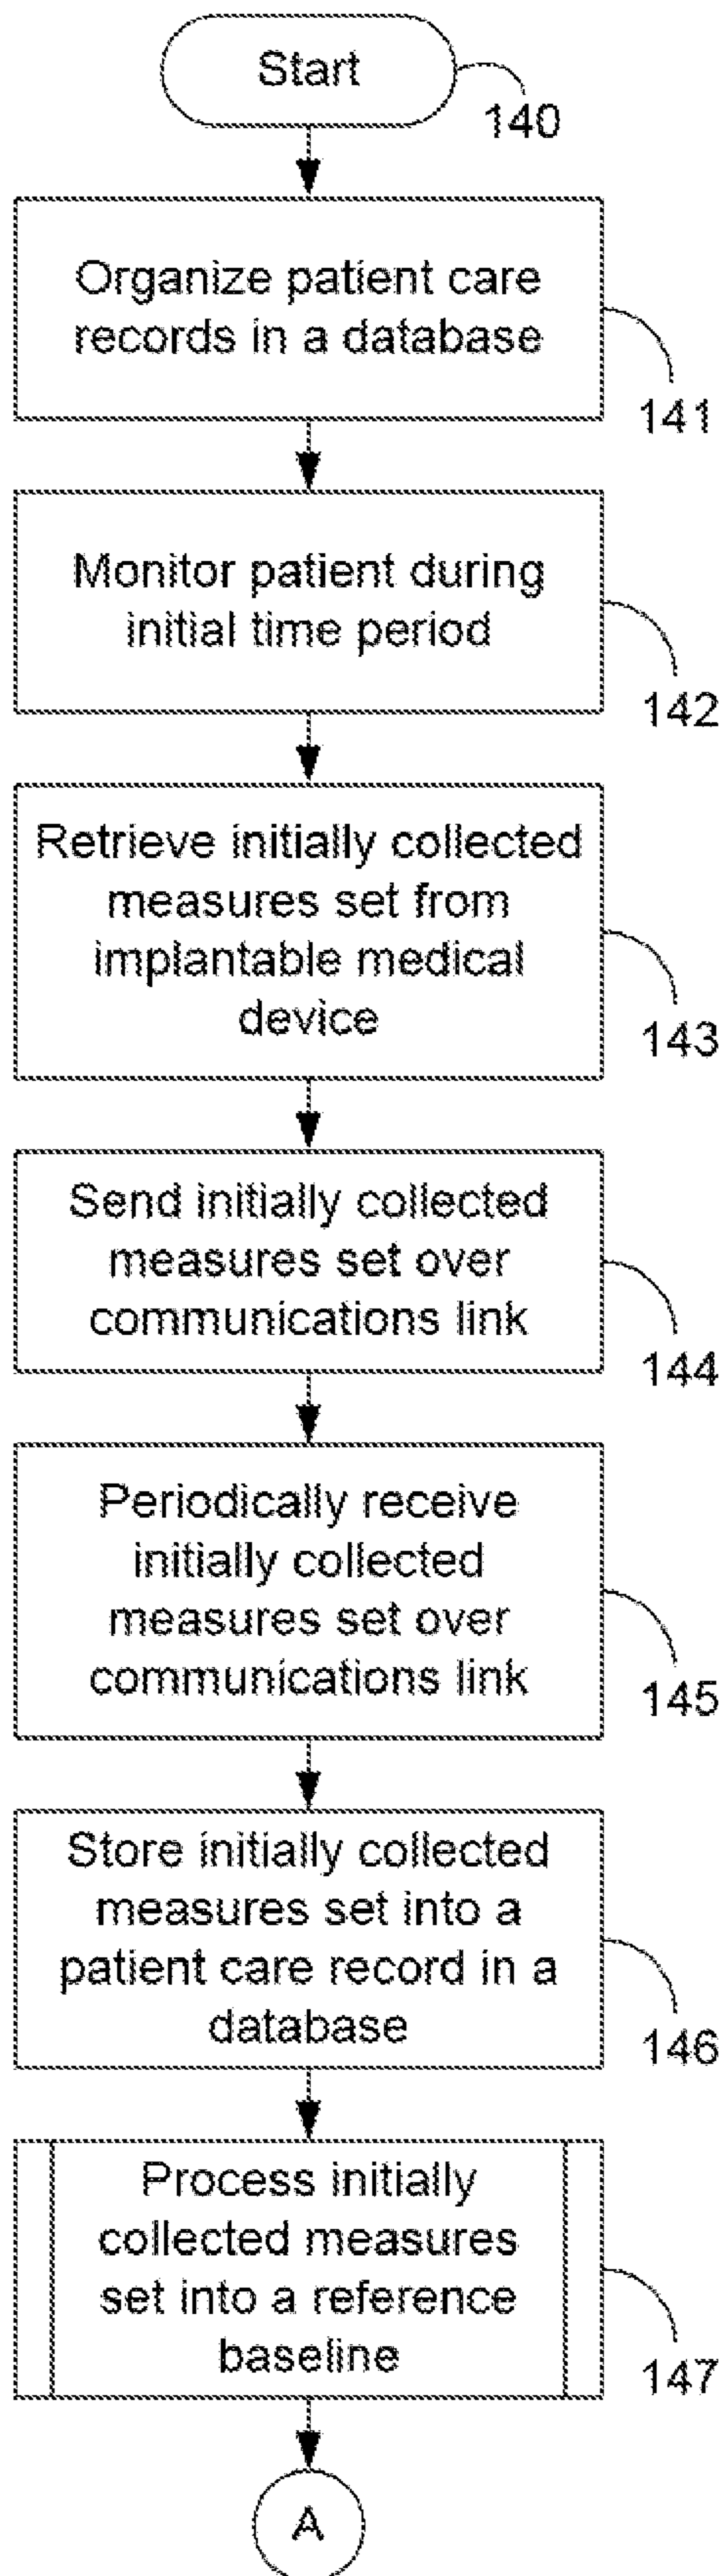 Start
140
Organize patient care
records in a database
141
Monitor patient during
initial time period
142
Retrieve initially collected
measures set from
implantable medical
device
143
Send initially collected
measures set over
communications link
144
Periodically receive
initially collected
measures set over
communications link
145
Store initially collected
measures set into a
patient care record in a
database
146
Process initially
collected measures
set into a reference
baseline
147
A